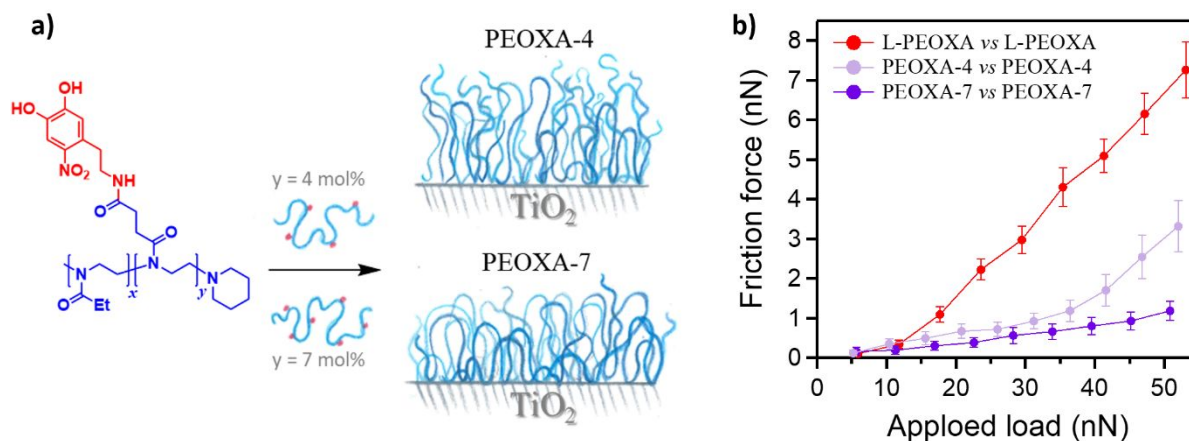 a)
PEOXA-4
OH
HO
NO₂
NH
O
O
N
N
N
x
y
O
Et
y = 4 mol%
y = 7 mol%
TiO₂
PEOXA-7
TiO₂
b)
L-PEOXA vs L-PEOXA
PEOXA-4 vs PEOXA-4
PEOXA-7 vs PEOXA-7
Friction force (nN)
8
7
6
5
4
3
2
1
0
0 10 20 30 40 50
Apploed load (nN)